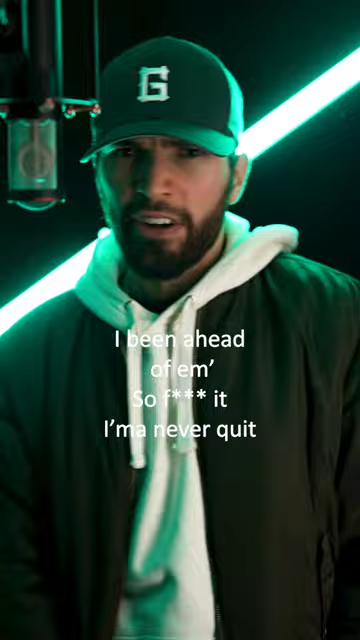 G
I been ahead
of em’
So f*** it
I’ma never quit